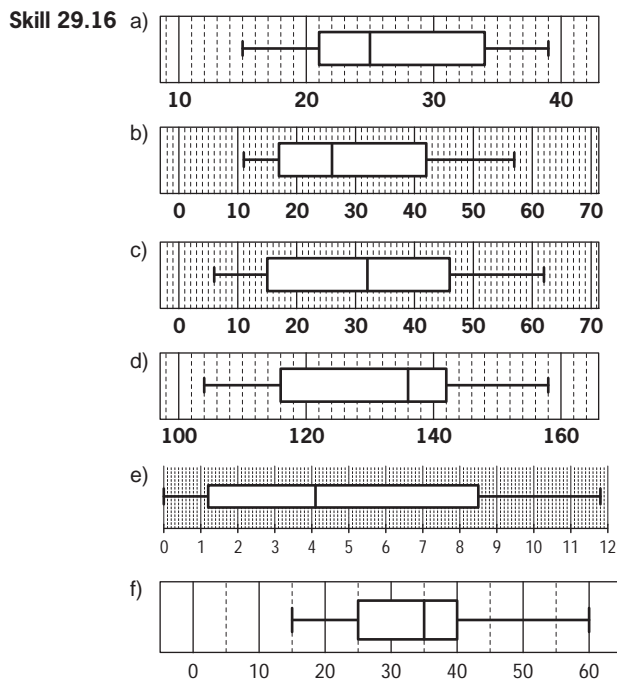 Skill 29.16 a)
10 20 30 40
b)
0 10 20 30 40 50 60 70
c)
0 10 20 30 40 50 60 70
d)
100 120 140 160
e)
0 1 2 3 4 5 6 7 8 9 10 11 12
f)
0 10 20 30 40 50 60